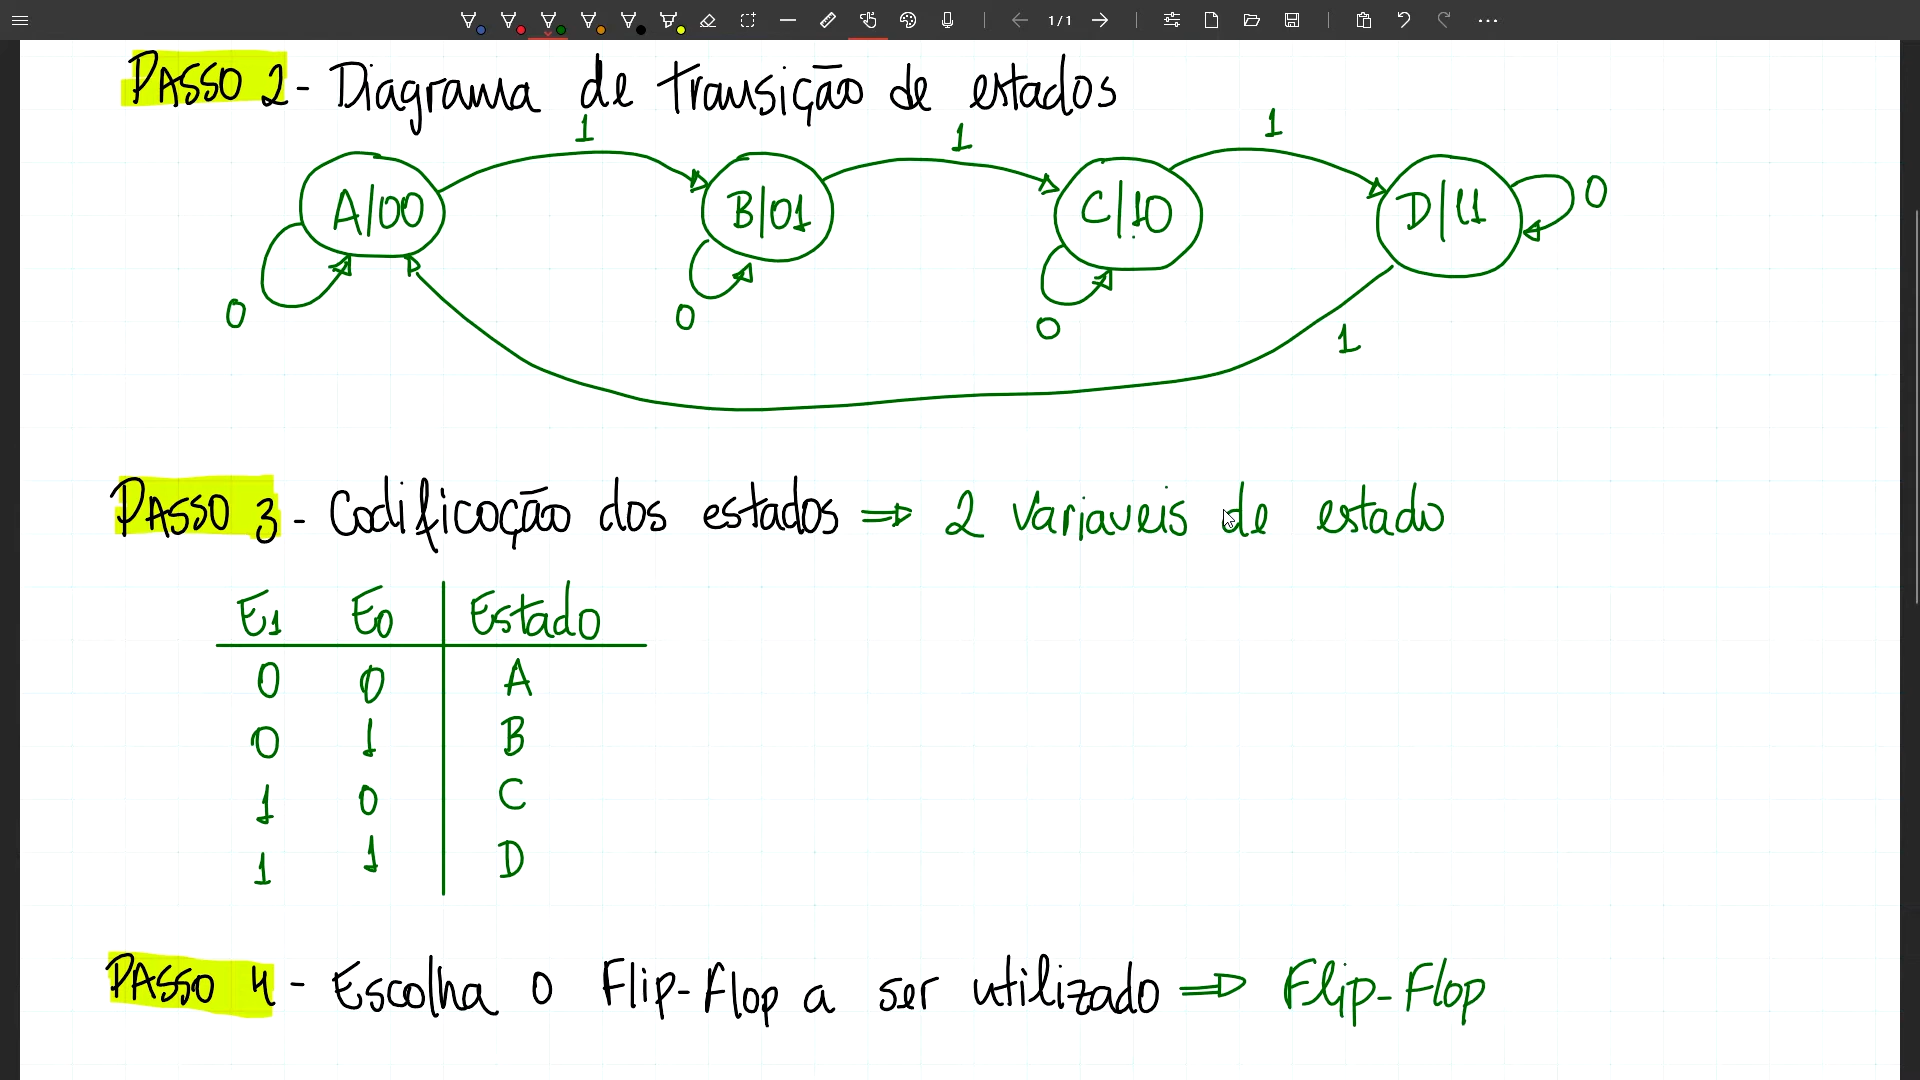 1/1
PASSO 2 - Diagrama de transição de estados
1 1 1
A/00 B/01 C/10 D/11 0
0 0 0 1
PASSO 3 - Codificoção dos estados ⇒ 2 Variaveis de estado
E1 E0 Estado
0 0 A
0 1 B
1 0 C
1 1 D
PASSO 4 - Escolha o Flip-Flop a ser utilizado ⇒ Flip-Flop